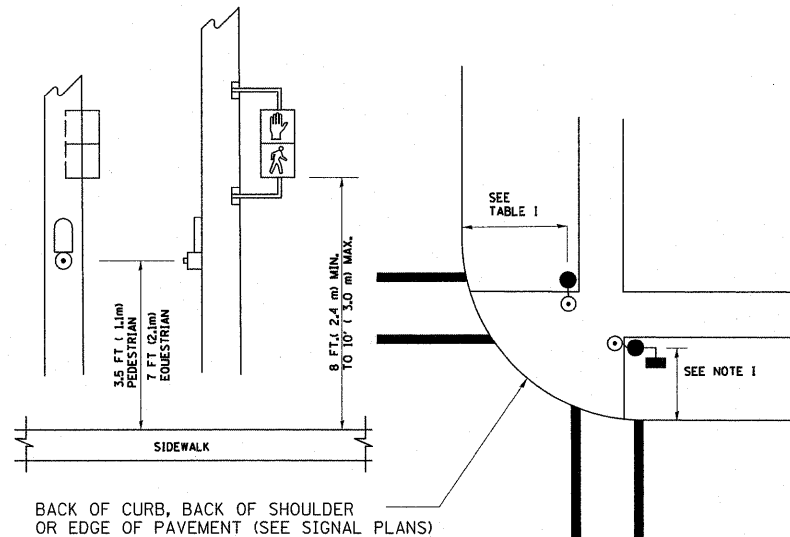 3.5 FT ( 1.1m)
PEDESTRIAN
7 FT (2.1m)
EQUESTRIAN
8 FT.( 2.4 m) MIN.
TO 10' ( 3.0 m) MAX.
SEE
TABLE I
SEE NOTE I
SIDEWALK
BACK OF CURB, BACK OF SHOULDER
OR EDGE OF PAVEMENT (SEE SIGNAL PLANS)